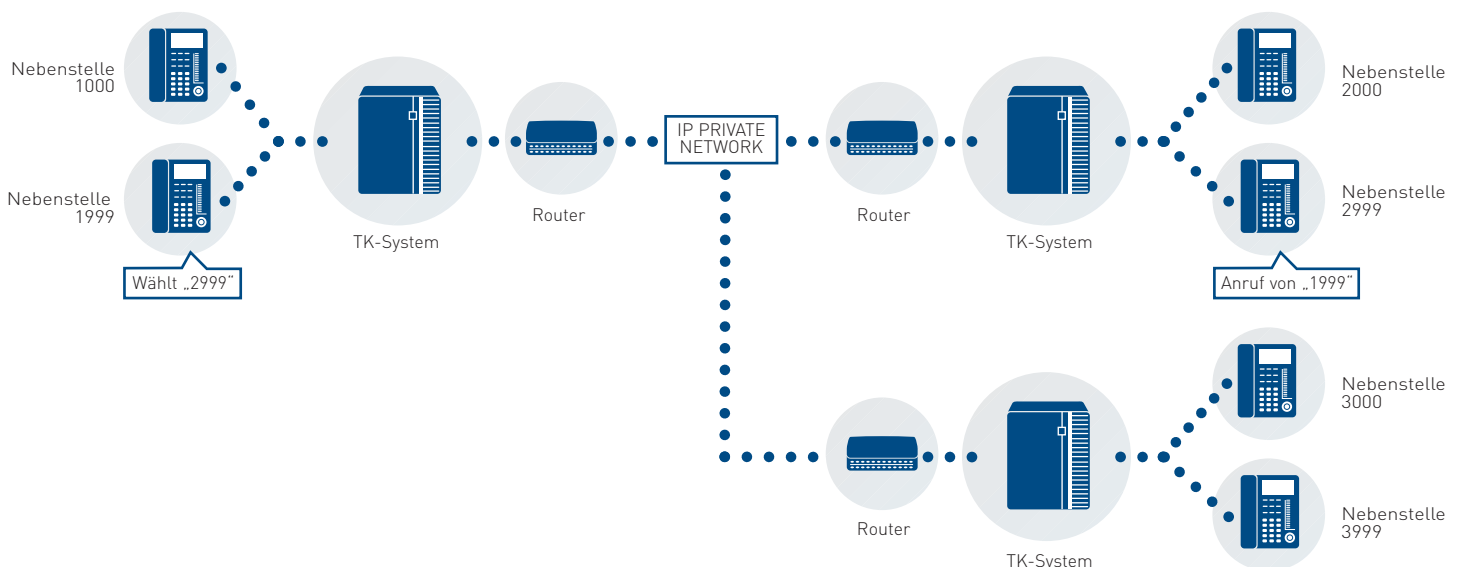 Nebenstelle
1000
Nebenstelle
1999
Wählt „2999“
TK-System
Router
IP PRIVATE
NETWORK
Router
TK-System
Nebenstelle
2000
Nebenstelle
2999
Anruf von „1999“
Router
TK-System
Nebenstelle
3000
Nebenstelle
3999